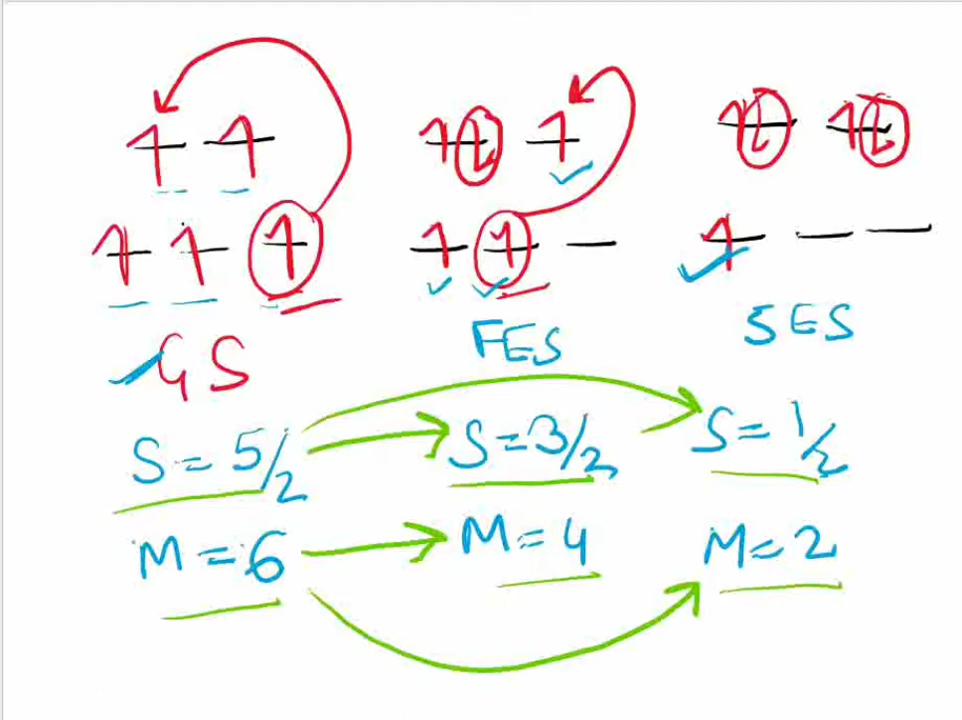 GS FES SES
S = 5/2 S = 3/2 S = 1/2
M = 6 M = 4 M = 2